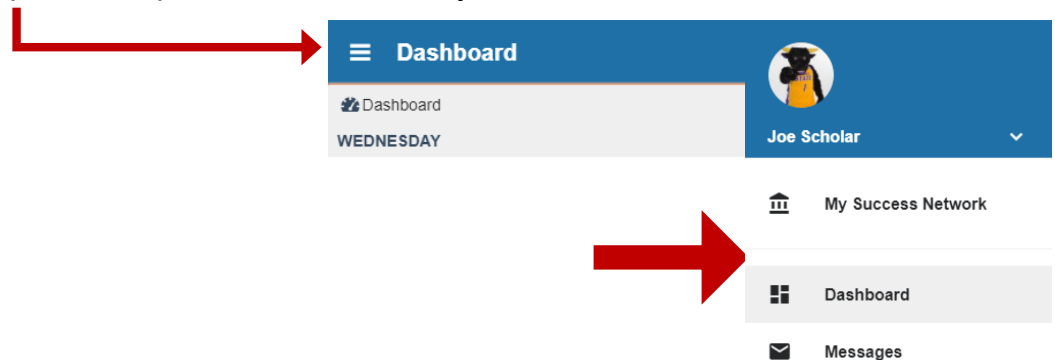 Dashboard
Dashboard
WEDNESDAY
Joe Scholar
My Success Network
Dashboard
Messages